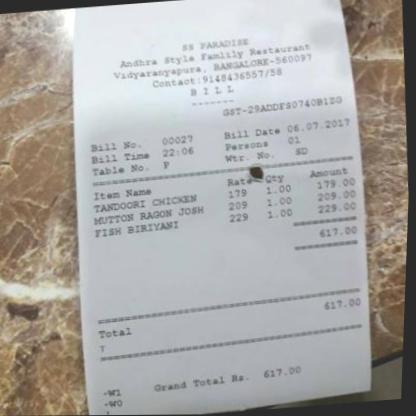 SS PARADISE
Andhra Style Famlily Restaurant
Vidyaranyapura, BANGALORE-560097
Contact:9148436557/58
B I L L
GST-29ADDFS0740B1ZG
Bill No. 00027 Bill Date 06.07.2017
Bill Time 22:06 Persons 01
Table No. P Wtr. No. SD
Item Name Rate Qty Amount
TANDOORI CHICKEN 179 1.00 179.00
MUTTON RAGON JOSH 209 1.00 209.00
FISH BIRIYANI 229 1.00 229.00
617.00
617.00
Total
T
Grand Total Rs. 617.00
-W1
-W0